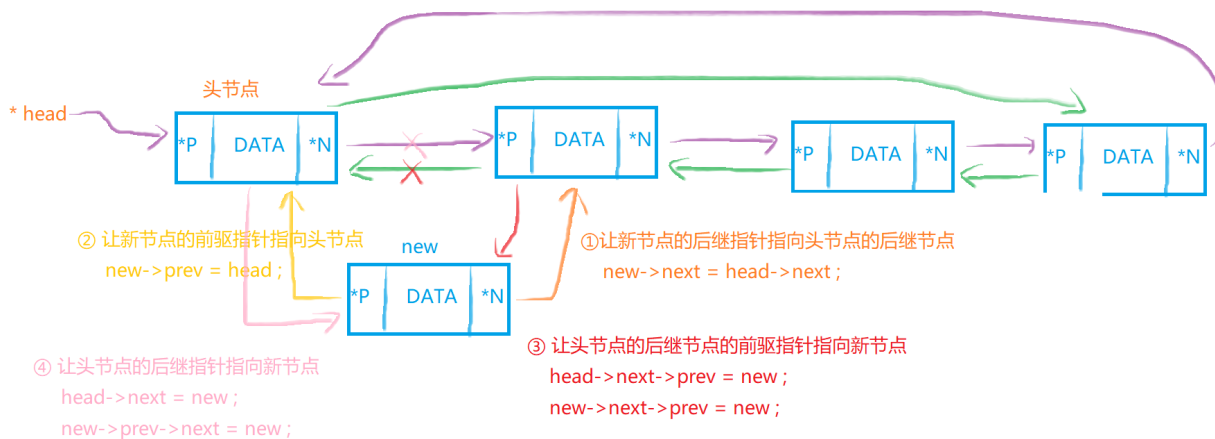 头节点
* head
*P DATA *N
*P DATA *N
*P DATA *N
*P DATA *N
② 让新节点的前驱指针指向头节点
new->prev = head ;
new
①让新节点的后继指针指向头节点的后继节点
new->next = head->next ;
*P DATA *N
③ 让头节点的后继节点的前驱指针指向新节点
head->next->prev = new ;
new->next->prev = new ;
④ 让头节点的后继指针指向新节点
head->next = new ;
new->prev->next = new ;